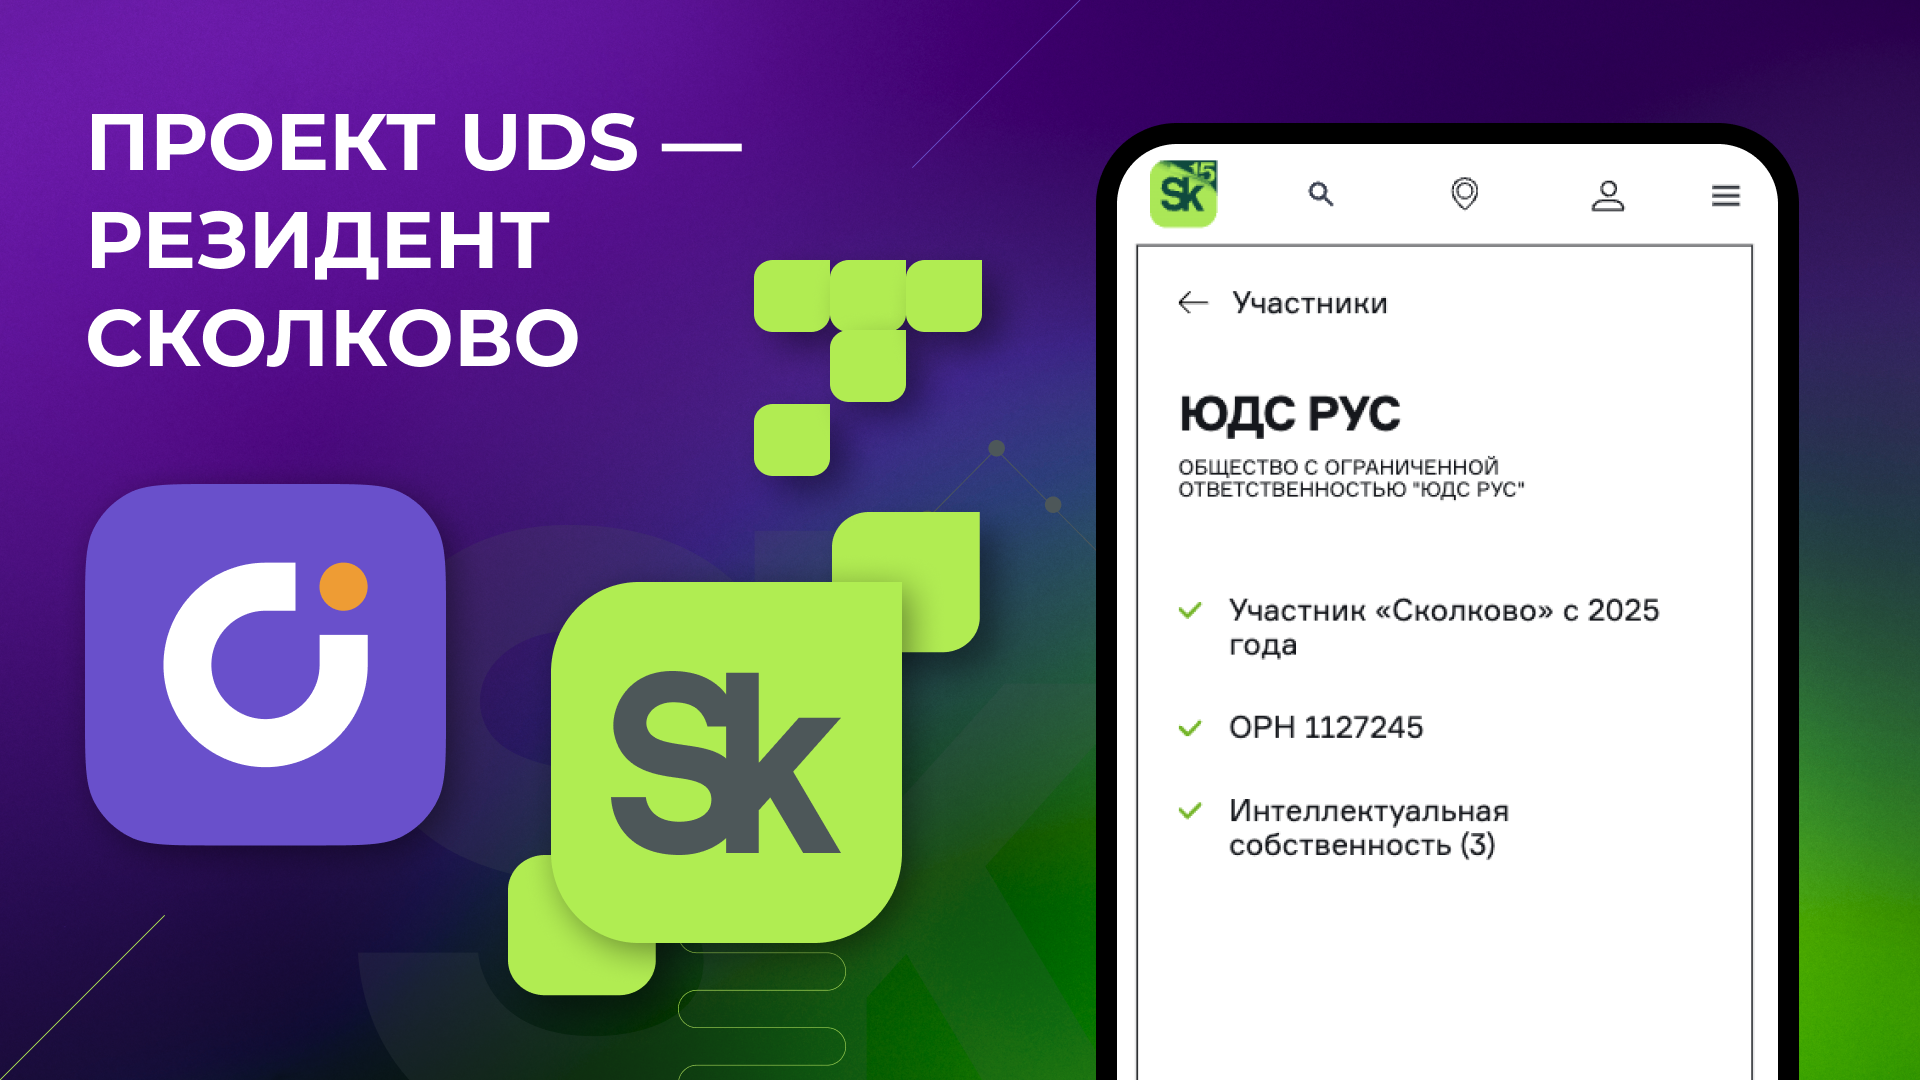 ПРОЕКТ UDS —
РЕЗИДЕНТ
СКОЛКОВО
Sk
Sk 15
Участники
ЮДС РУС
ОБЩЕСТВО С ОГРАНИЧЕННОЙ
ОТВЕТСТВЕННОСТЬЮ "ЮДС РУС"
Участник «Сколково» с 2025
года
ОРН 1127245
Интеллектуальная
собственность (3)